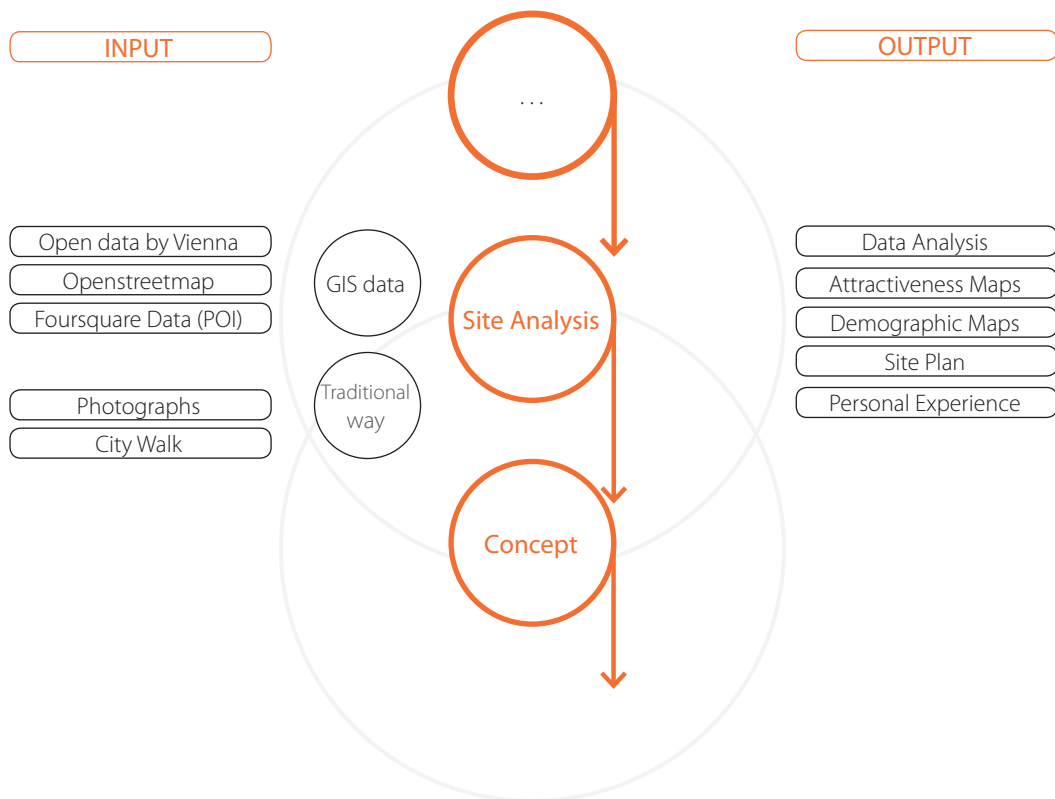 INPUT
OUTPUT
...
Open data by Vienna
Openstreetmap
Foursquare Data (POI)
Photographs
City Walk
GIS data
Traditional
way
Site Analysis
Concept
Data Analysis
Attractiveness Maps
Demographic Maps
Site Plan
Personal Experience